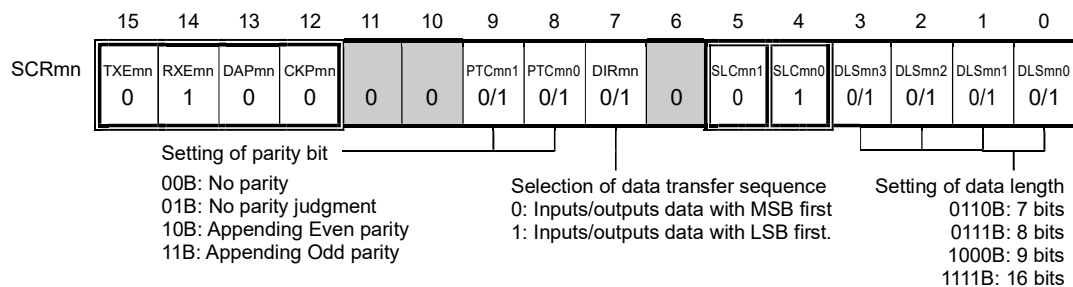 15 14 13 12 11 10 9 8 7 6 5 4 3 2 1 0
SCRmn
TXEmn RXEmn DAPmn CKPmn PTCmn1 PTCmn0 DIRmn SLCmn1 SLCmn0 DLSmn3 DLSmn2 DLSmn1 DLSmn0
0 1 0 0 0 0 0/1 0/1 0/1 0 0 1 0/1 0/1 0/1 0/1
Setting of parity bit
00B: No parity
01B: No parity judgment
10B: Appending Even parity
11B: Appending Odd parity
Selection of data transfer sequence
0: Inputs/outputs data with MSB first
1: Inputs/outputs data with LSB first.
Setting of data length
0110B: 7 bits
0111B: 8 bits
1000B: 9 bits
1111B: 16 bits